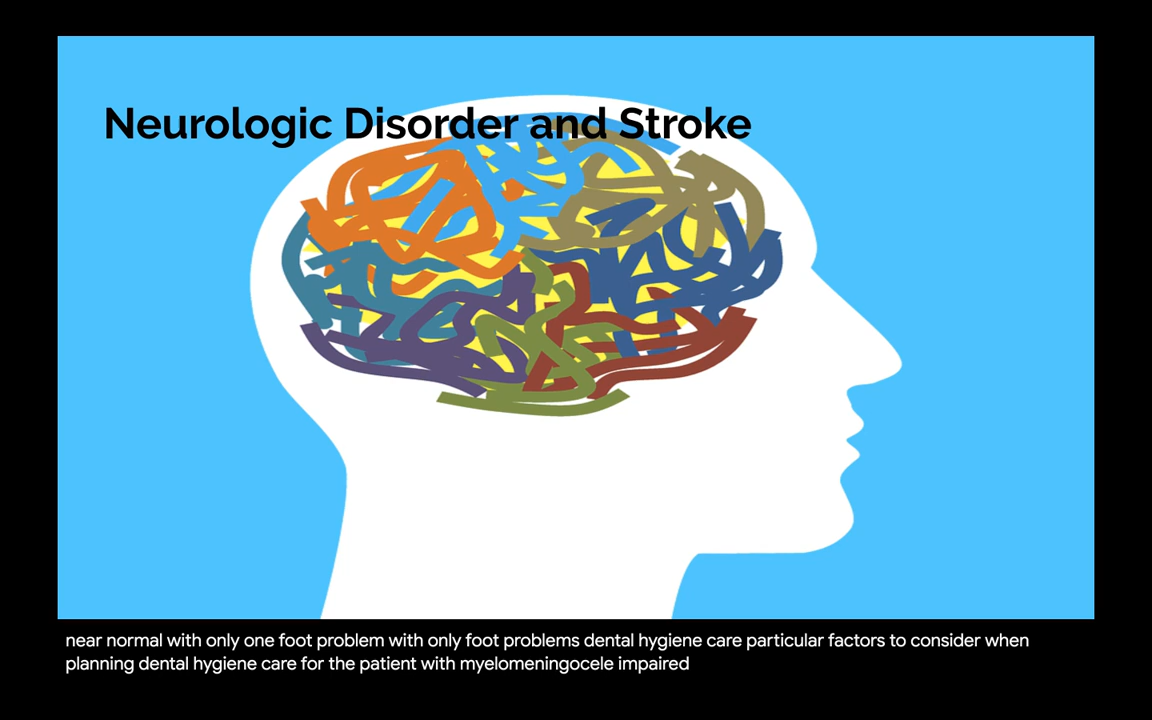 Neurologic Disorder and Stroke
near normal with only one foot problem with only foot problems dental hygiene care particular factors to consider when
planning dental hygiene care for the patient with myelomeningocele impaired